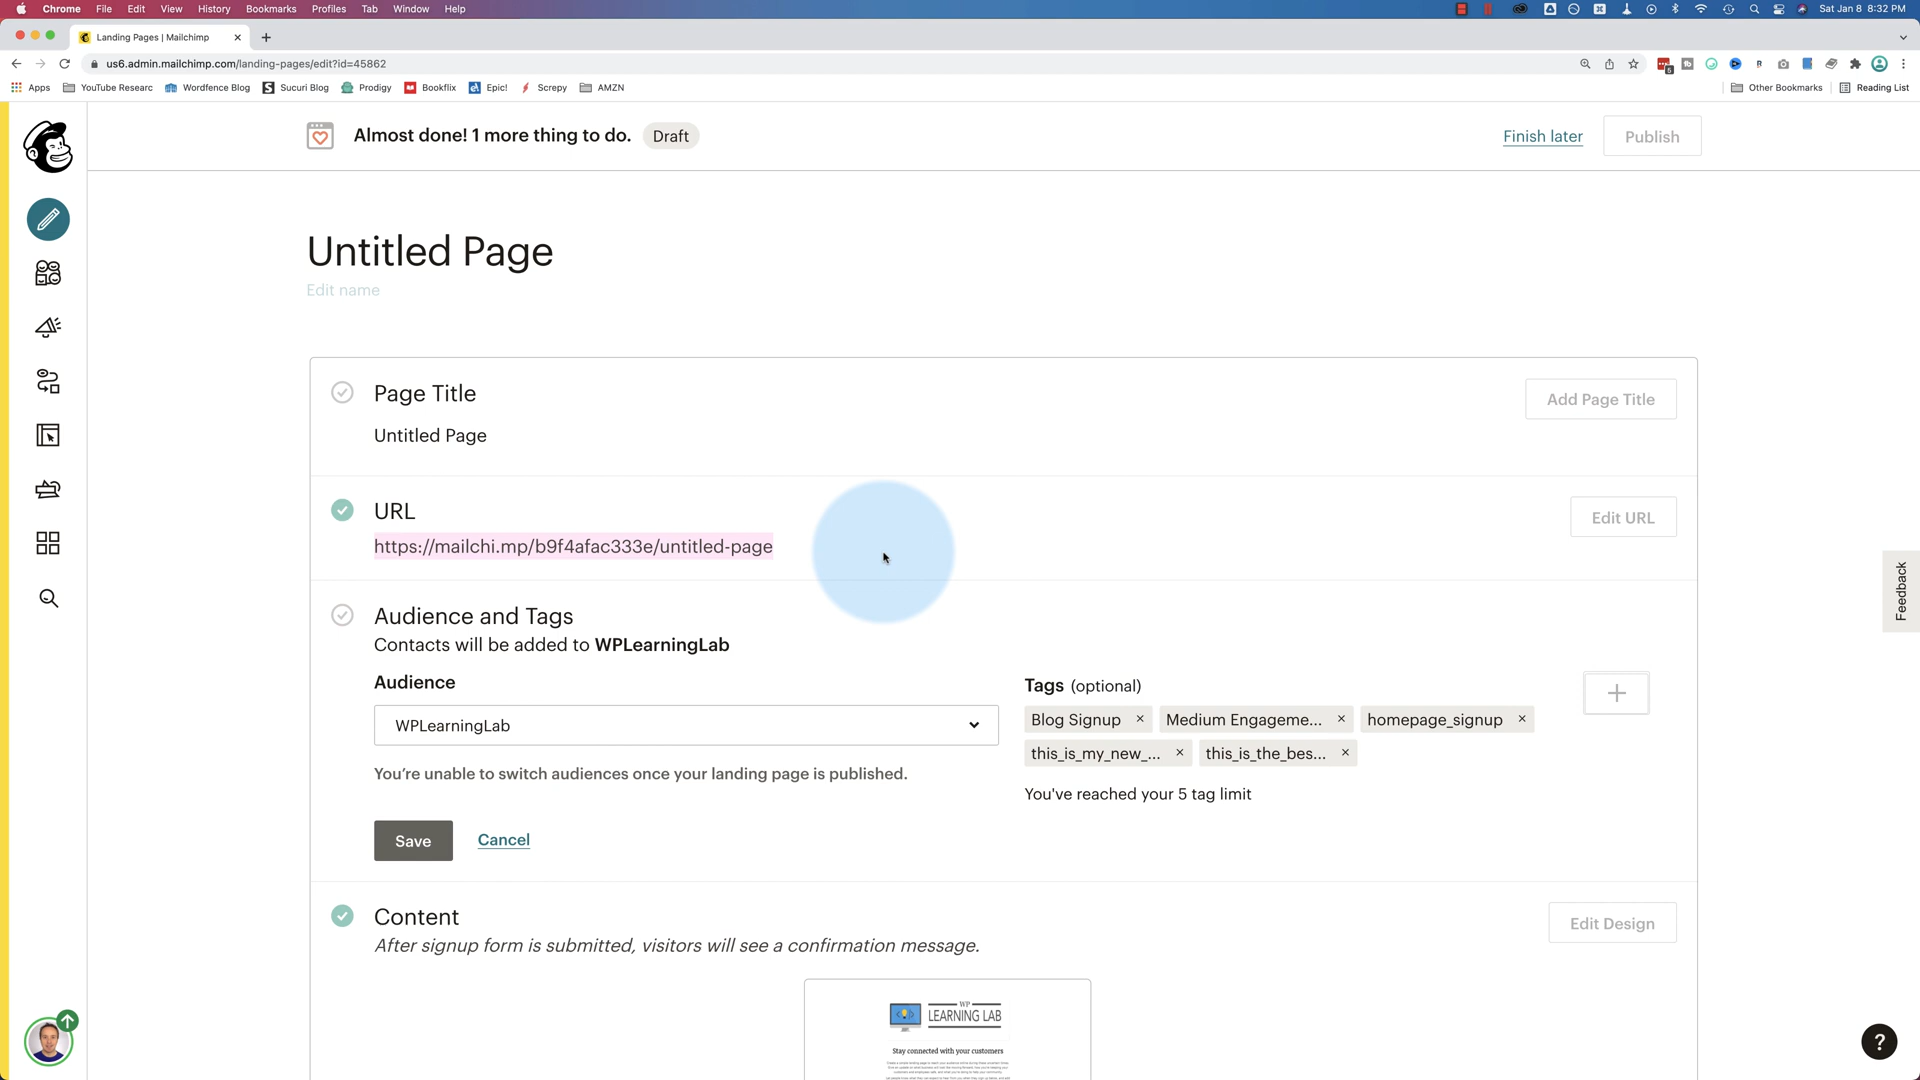 Chrome File Edit View History Bookmarks Profiles Tab Window Help
Sat Jan 8 8:32 PM
Landing Pages | Mailchimp
us6.admin.mailchimp.com/landing-pages/edit?id=45862
Apps YouTube Researc Wordfence Blog Sucuri Blog Prodigy Bookflix Epic! Screpy AMZN Other Bookmarks Reading List
Almost done! 1 more thing to do. Draft Finish later Publish
Untitled Page
Edit name
Page Title Add Page Title
Untitled Page
URL Edit URL
https://mailchi.mp/b9f4afac333e/untitled-page
Feedback
Audience and Tags
Contacts will be added to WPLearningLab
Audience
WPLearningLab
You're unable to switch audiences once your landing page is published.
Tags (optional)
Blog Signup × Medium Engageme... × homepage_signup ×
this_is_my_new_... × this_is_the_bes... ×
You've reached your 5 tag limit
Save Cancel
Content Edit Design
After signup form is submitted, visitors will see a confirmation message.
WP
LEARNING LAB
Stay connected with your customers
?